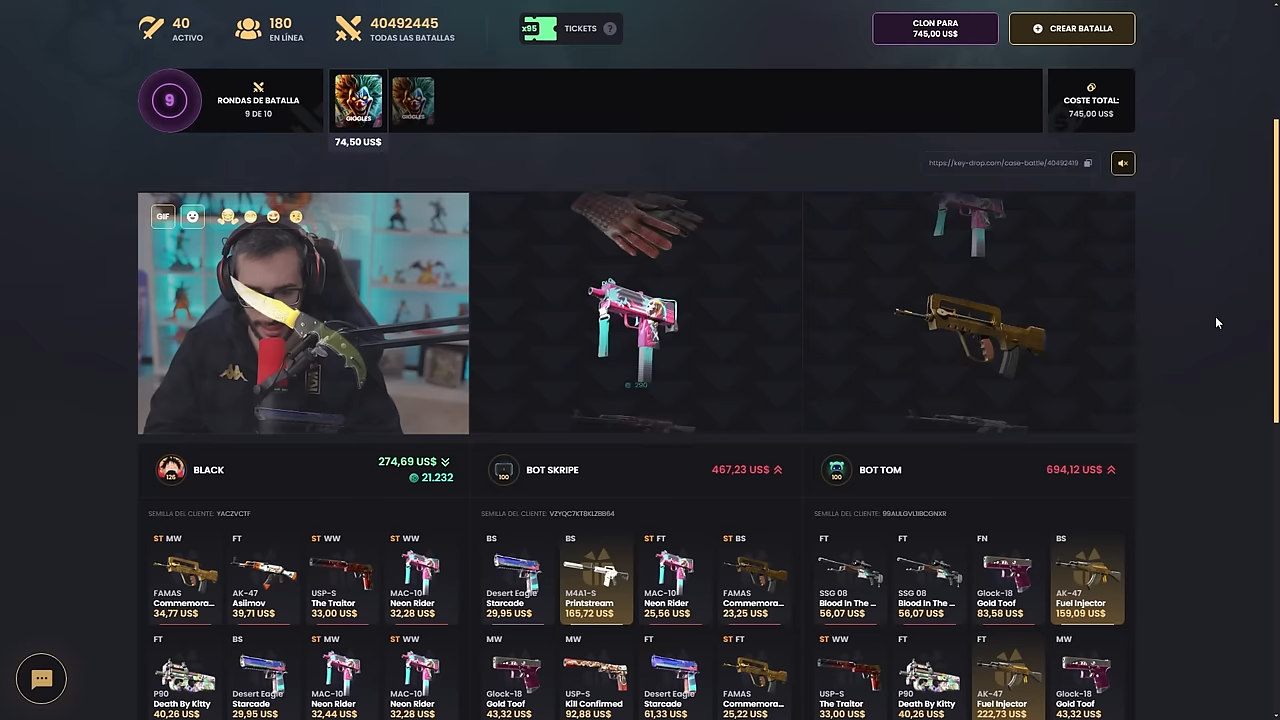 40
ACTIVO
180
EN LÍNEA
40492445
TODAS LAS BATALLAS
x95
TICKETS
?
CLON PARA
745,00 US$
CREAR BATALLA
9
RONDAS DE BATALLA
9 DE 10
GIGGLES
GIGGLES
74,50 US$
COSTE TOTAL:
745,00 US$
https://key-drop.com/case-battle/40492419
GIF
290
126
BLACK
274,69 US$
21.232
100
BOT SKRIPE
467,23 US$
100
BOT TOM
694,12 US$
SEMILLA DEL CLIENTE: YACZVCTF
SEMILLA DEL CLIENTE: VZYQC7KT8KLZBB64
SEMILLA DEL CLIENTE: 99AULGVL1IBCGNXR
ST MW
FAMAS
Commemora...
34,77 US$
FT
AK-47
Asiimov
39,71 US$
ST WW
USP-S
The Traitor
33,00 US$
ST WW
MAC-10
Neon Rider
32,28 US$
BS
Desert Eagle
Starcade
29,95 US$
BS
M4A1-S
Printstream
165,72 US$
ST FT
MAC-10
Neon Rider
25,56 US$
ST BS
FAMAS
Commemora...
23,25 US$
FT
SSG 08
Blood In The ...
56,07 US$
FT
SSG 08
Blood In The ...
56,07 US$
FN
Glock-18
Gold Toof
83,58 US$
BS
AK-47
Fuel Injector
159,09 US$
FT
P90
Death By Kitty
40,26 US$
BS
Desert Eagle
Starcade
29,95 US$
ST MW
MAC-10
Neon Rider
32,44 US$
ST WW
MAC-10
Neon Rider
32,28 US$
MW
Glock-18
Gold Toof
43,32 US$
MW
USP-S
Kill Confirmed
92,88 US$
FT
Desert Eagle
Starcade
61,33 US$
ST FT
FAMAS
Commemora...
25,22 US$
ST WW
USP-S
The Traitor
33,00 US$
FT
P90
Death By Kitty
40,26 US$
FT
AK-47
Fuel Injector
222,73 US$
MW
Glock-18
Gold Toof
43,32 US$